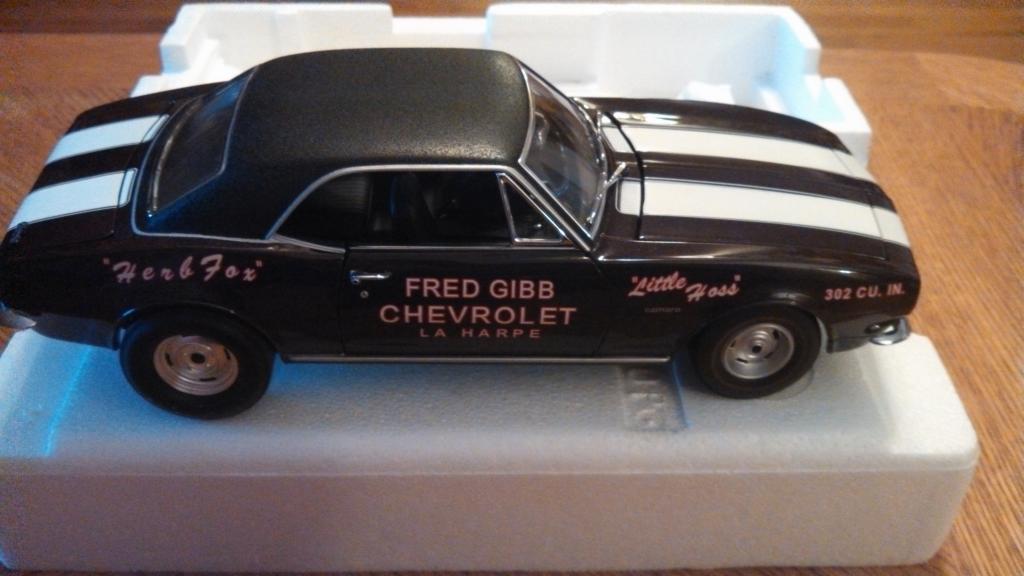 "Herb Fox"
FRED GIBB
CHEVROLET
LA HARPE
"Little Hoss"
camaro
302 CU. IN.